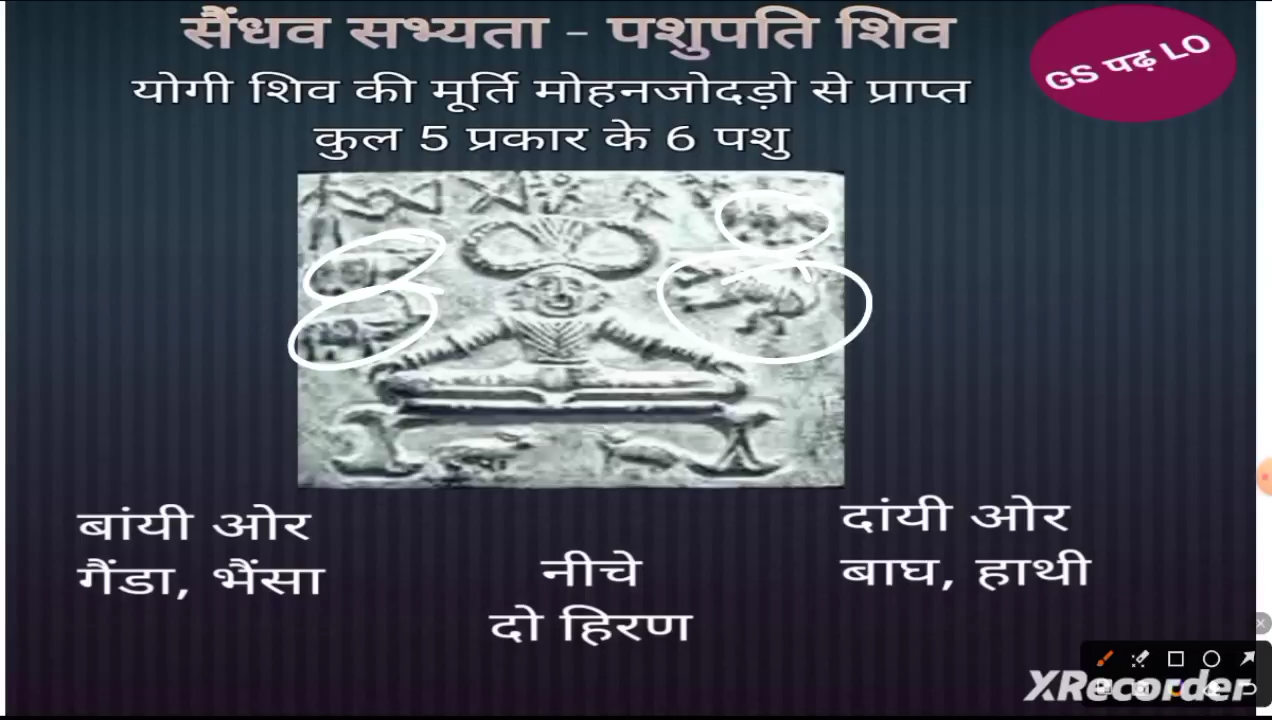 सैंधव सभ्यता - पशुपति शिव
GS पढ़ LO
योगी शिव की मूर्ति मोहनजोदड़ो से प्राप्त
कुल 5 प्रकार के 6 पशु
बांयी ओर
गैंडा, भैंसा
नीचे
दो हिरण
दांयी ओर
बाघ, हाथी
XRecorder